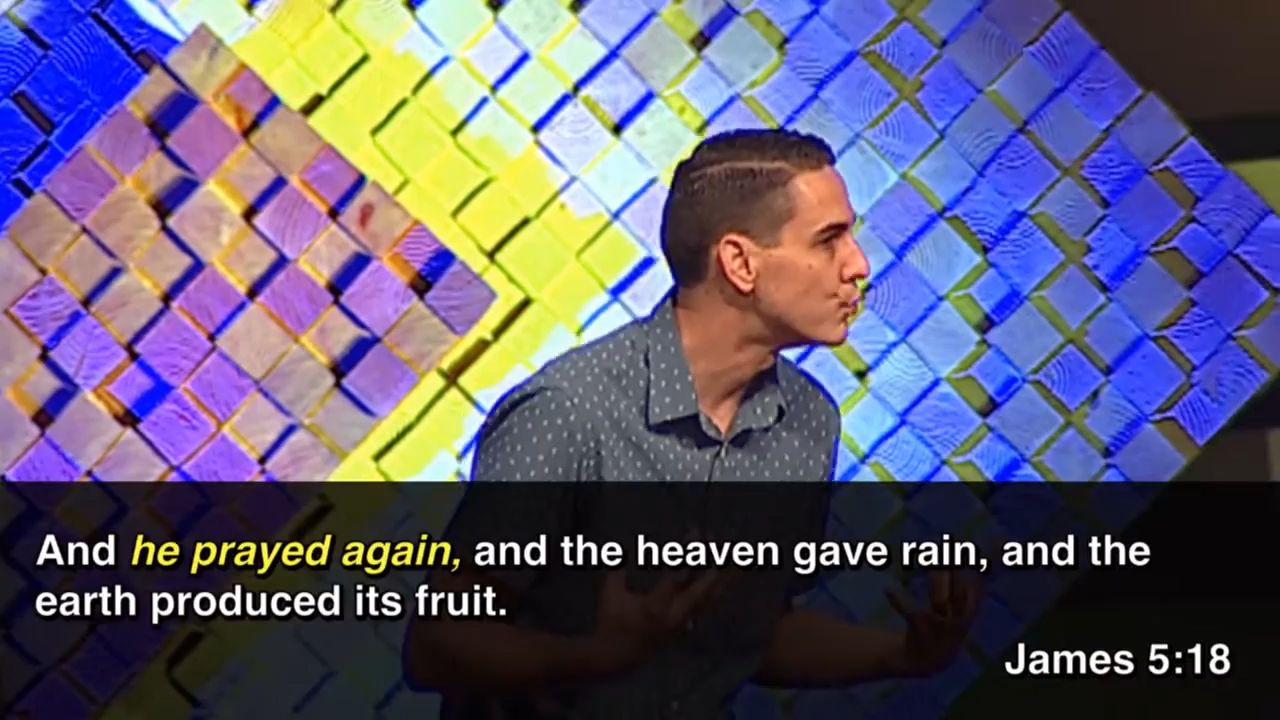 And he prayed again, and the heaven gave rain, and the
earth produced its fruit.
James 5:18